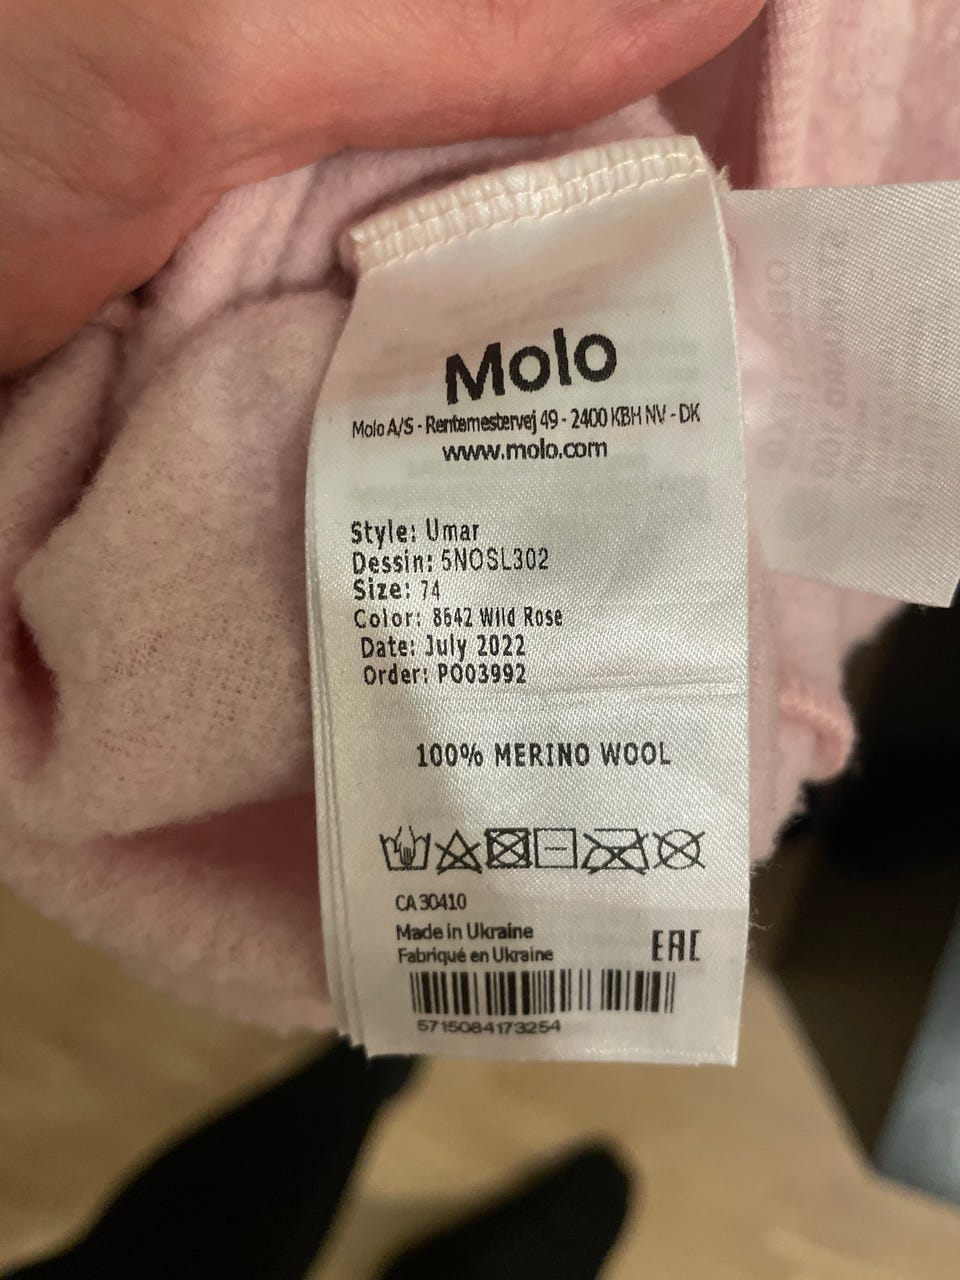 Molo
Molo A/S - Rentemestervej 49 - 2400 KBH NV - DK
www.molo.com
Style: Umar
Dessin: 5NOSL302
Size: 74
Color: 8642 Wild Rose
Date: July 2022
Order: PO03992
100% MERINO WOOL
CA 30410
Made in Ukraine
Fabriqué en Ukraine
EAC
5715084173254